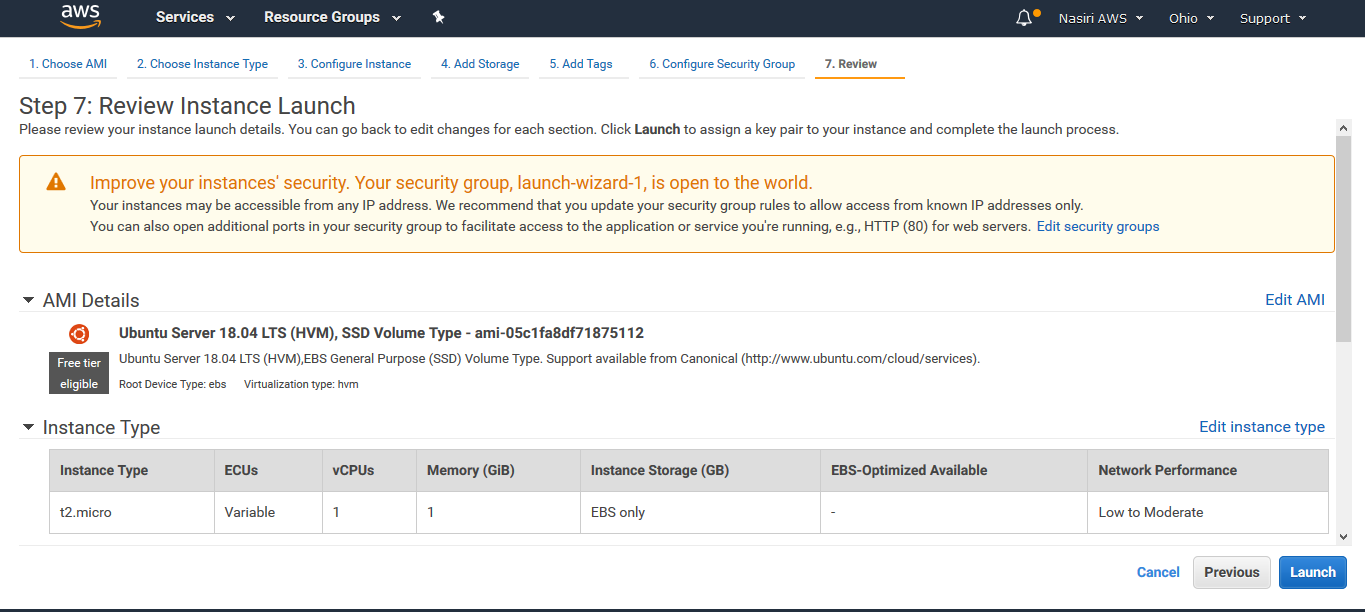 aws Services Resource Groups Nasiri AWS Ohio Support
1. Choose AMI 2. Choose Instance Type 3. Configure Instance 4. Add Storage 5. Add Tags 6. Configure Security Group 7. Review
Step 7: Review Instance Launch
Please review your instance launch details. You can go back to edit changes for each section. Click Launch to assign a key pair to your instance and complete the launch process.
Improve your instances' security. Your security group, launch-wizard-1, is open to the world.
Your instances may be accessible from any IP address. We recommend that you update your security group rules to allow access from known IP addresses only.
You can also open additional ports in your security group to facilitate access to the application or service you're running, e.g., HTTP (80) for web servers. Edit security groups
AMI Details Edit AMI
Ubuntu Server 18.04 LTS (HVM), SSD Volume Type - ami-05c1fa8df71875112
Free tier
eligible
Ubuntu Server 18.04 LTS (HVM),EBS General Purpose (SSD) Volume Type. Support available from Canonical (http://www.ubuntu.com/cloud/services).
Root Device Type: ebs Virtualization type: hvm
Instance Type Edit instance type
Instance Type ECUs vCPUs Memory (GiB) Instance Storage (GB) EBS-Optimized Available Network Performance
t2.micro Variable 1 1 EBS only - Low to Moderate
Cancel Previous Launch